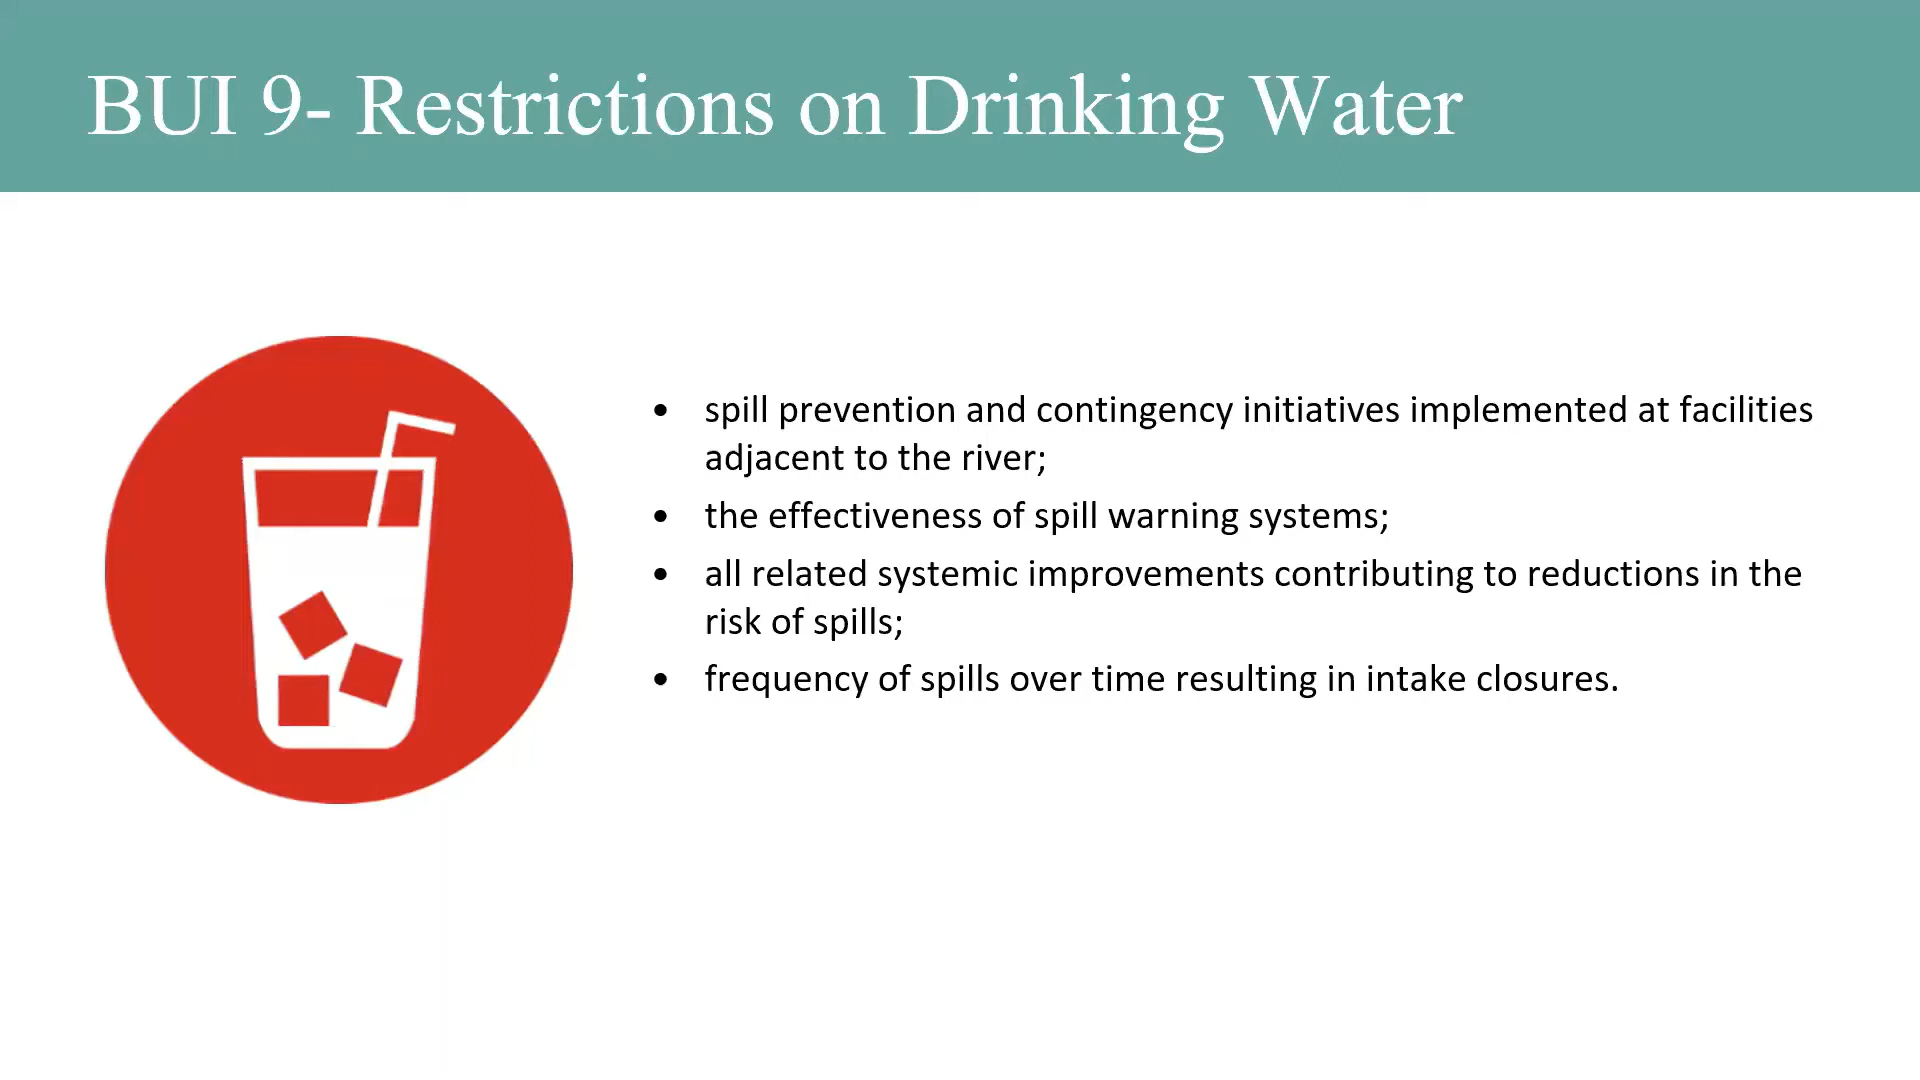 BUI 9- Restrictions on Drinking Water
• spill prevention and contingency initiatives implemented at facilities
adjacent to the river;
• the effectiveness of spill warning systems;
• all related systemic improvements contributing to reductions in the
risk of spills;
• frequency of spills over time resulting in intake closures.